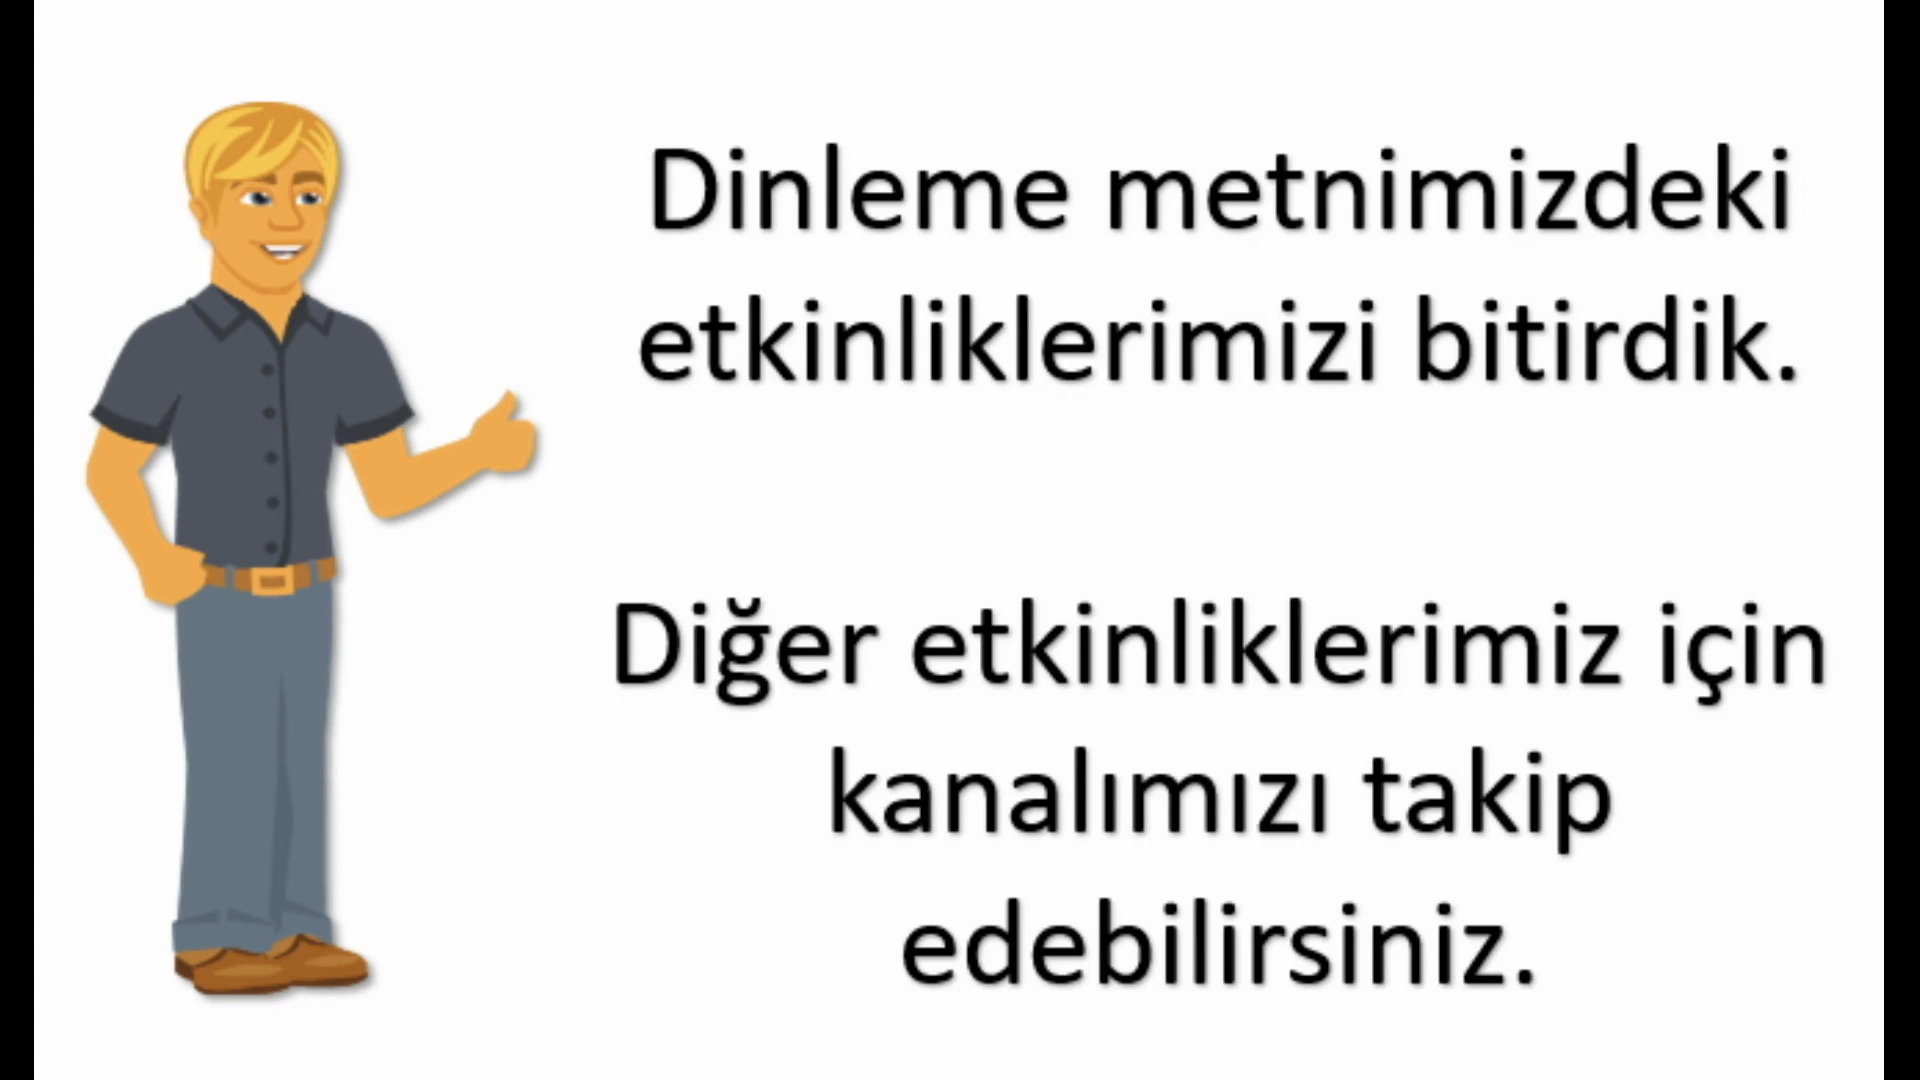 Dinleme metnimizdeki
etkinliklerimizi bitirdik.
Diğer etkinliklerimiz için
kanalımızı takip
edebilirsiniz.